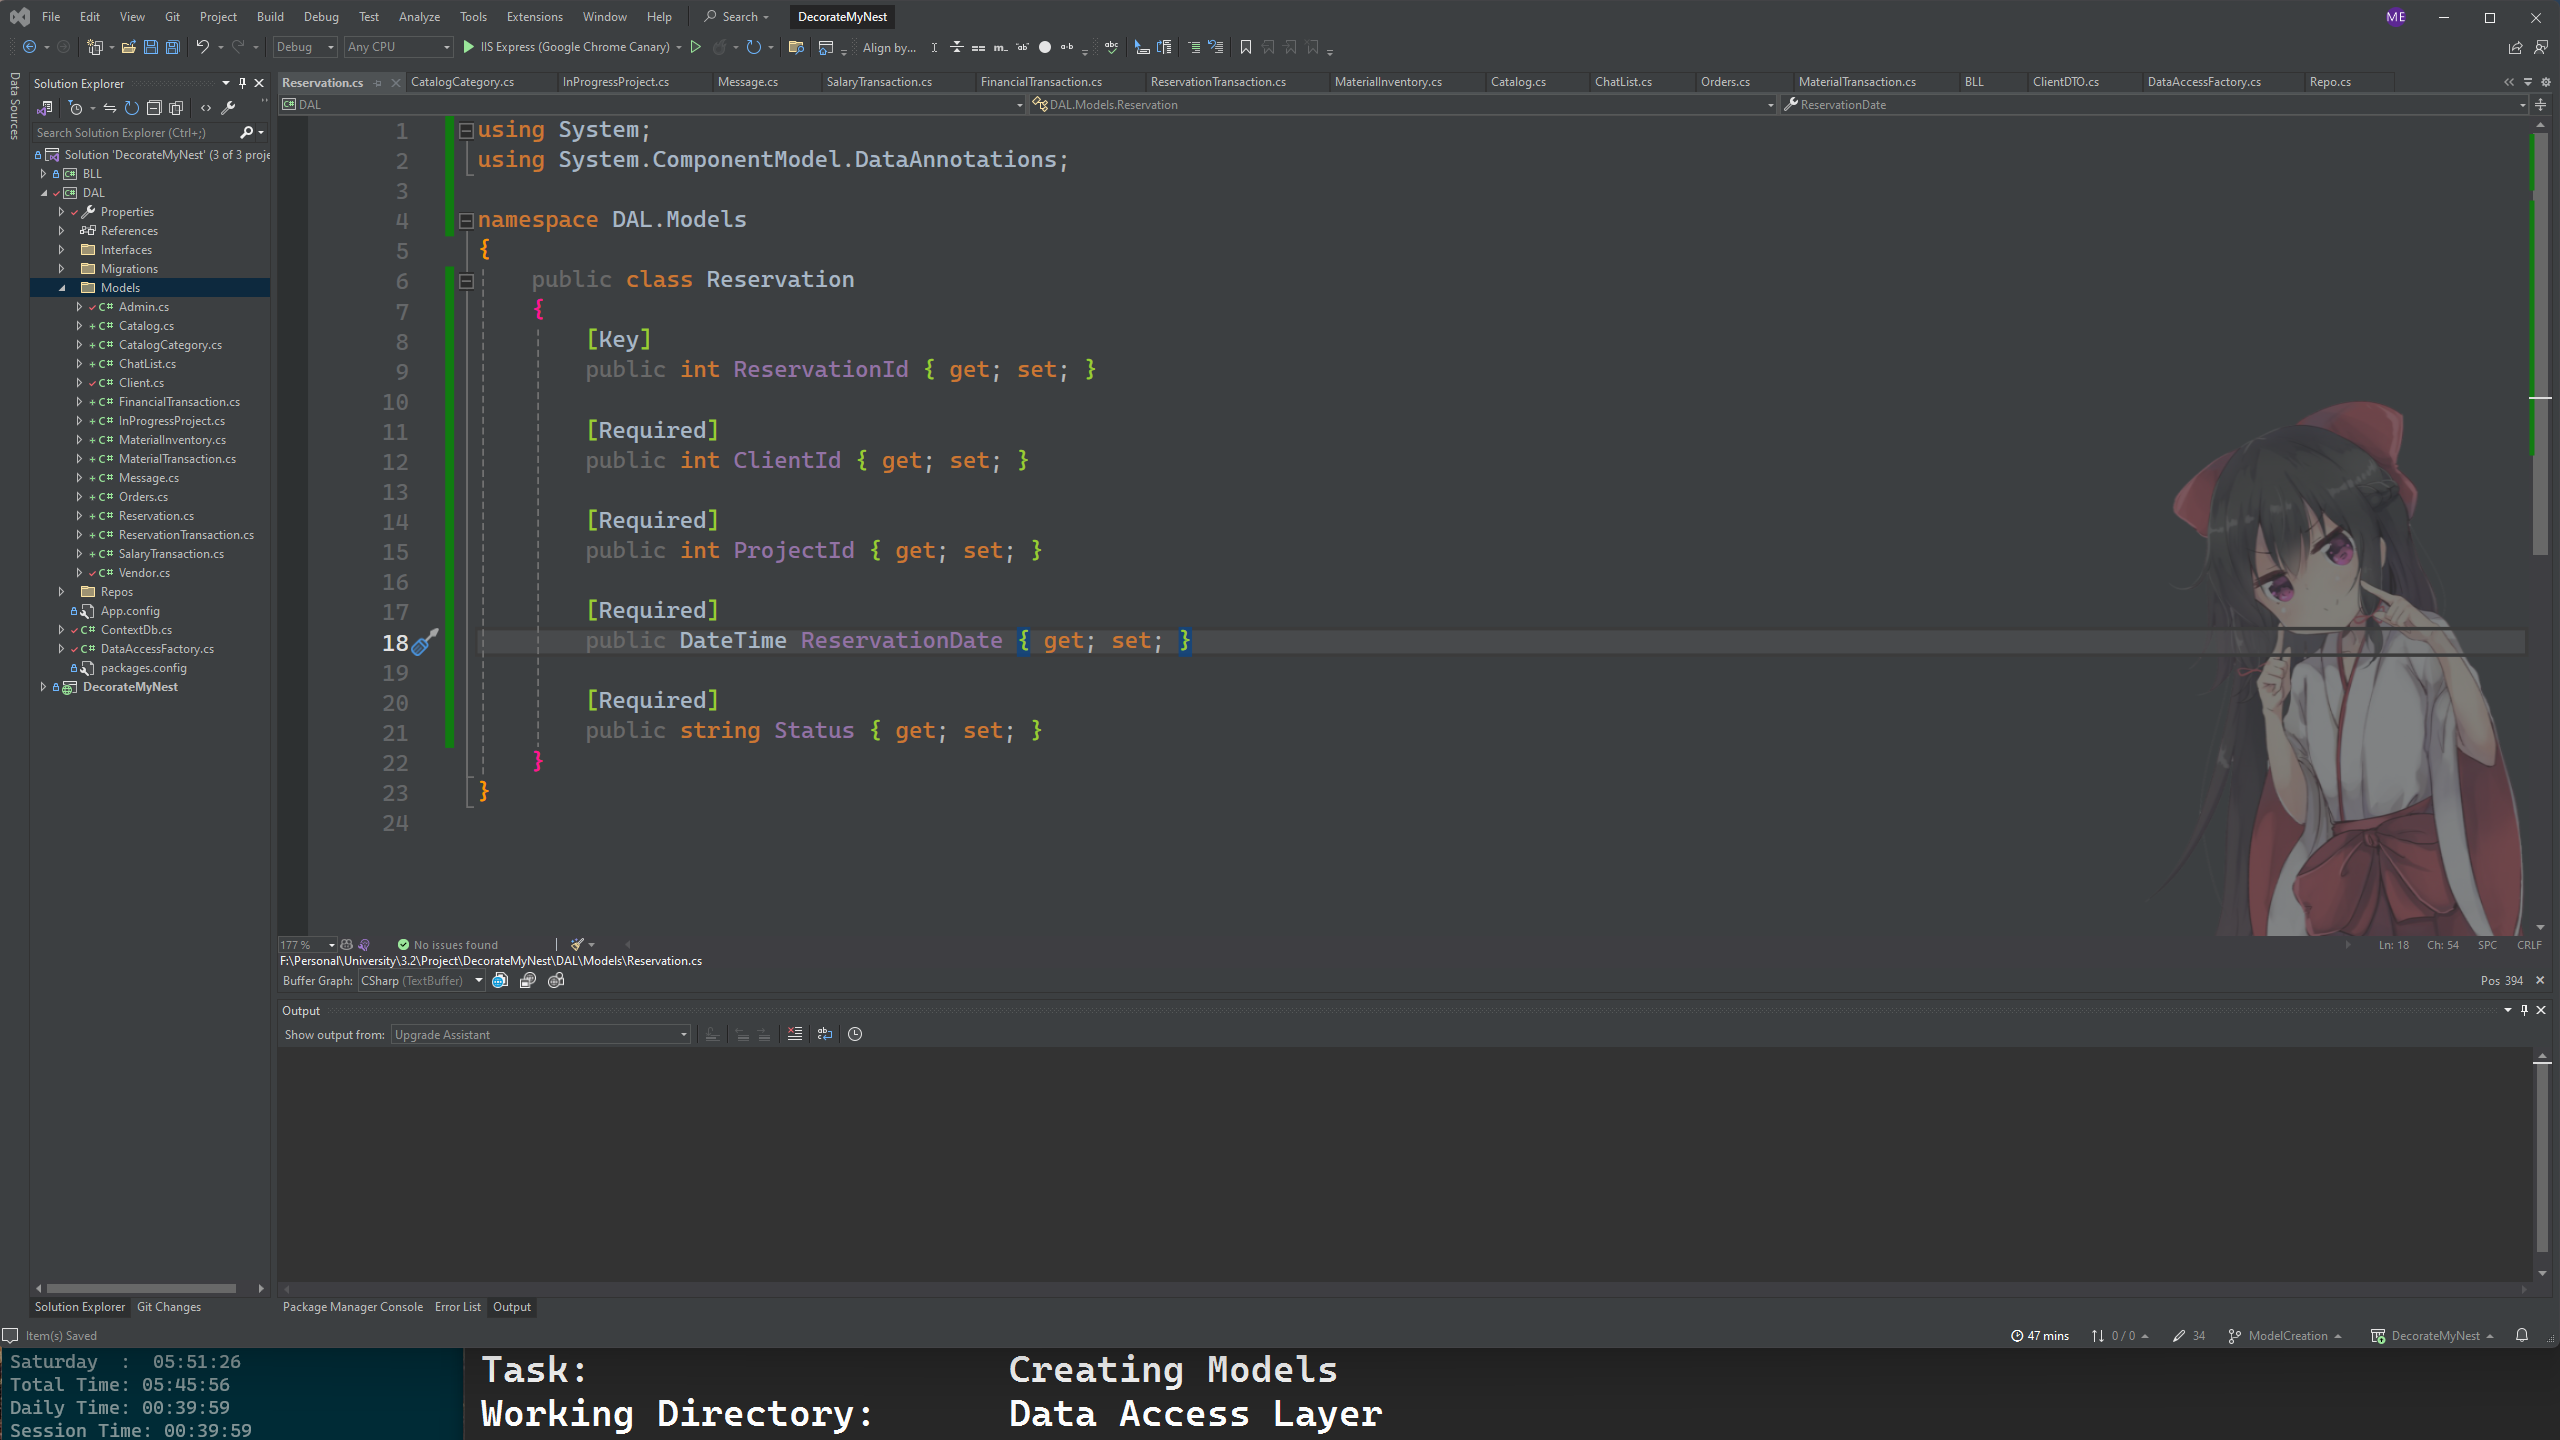 File Edit View Git Project Build Debug Test Analyze Tools Extensions Window Help Search DecorateMyNest ME
Debug Any CPU IIS Express (Google Chrome Canary) Align by...
Data Sources
Solution Explorer
Search Solution Explorer (Ctrl+;)
Solution 'DecorateMyNest' (3 of 3 proje
BLL
DAL
Properties
References
Interfaces
Migrations
Models
C# Admin.cs
C# Catalog.cs
C# CatalogCategory.cs
C# ChatList.cs
C# Client.cs
C# FinancialTransaction.cs
C# InProgressProject.cs
C# MaterialInventory.cs
C# MaterialTransaction.cs
C# Message.cs
C# Orders.cs
C# Reservation.cs
C# ReservationTransaction.cs
C# SalaryTransaction.cs
C# Vendor.cs
Repos
App.config
C# ContextDb.cs
C# DataAccessFactory.cs
packages.config
DecorateMyNest
Solution Explorer Git Changes
Reservation.cs CatalogCategory.cs InProgressProject.cs Message.cs SalaryTransaction.cs FinancialTransaction.cs ReservationTransaction.cs MaterialInventory.cs Catalog.cs ChatList.cs Orders.cs MaterialTransaction.cs BLL ClientDTO.cs DataAccessFactory.cs Repo.cs
DAL DAL.Models.Reservation ReservationDate
1 using System;
2 using System.ComponentModel.DataAnnotations;
3
4 namespace DAL.Models
5 {
6 public class Reservation
7 {
8 [Key]
9 public int ReservationId { get; set; }
10
11 [Required]
12 public int ClientId { get; set; }
13
14 [Required]
15 public int ProjectId { get; set; }
16
17 [Required]
18 public DateTime ReservationDate { get; set; }
19
20 [Required]
21 public string Status { get; set; }
22 }
23 }
24
177 % No issues found Ln: 18 Ch: 54 SPC CRLF
F:\Personal\University\3.2\Project\DecorateMyNest\DAL\Models\Reservation.cs
Buffer Graph: CSharp (TextBuffer) Pos 394
Output
Show output from: Upgrade Assistant
Package Manager Console Error List Output
Item(s) Saved 47 mins 0 / 0 34 ModelCreation DecorateMyNest
Saturday : 05:51:26
Total Time: 05:45:56
Daily Time: 00:39:59
Session Time: 00:39:59
Task: Creating Models
Working Directory: Data Access Layer